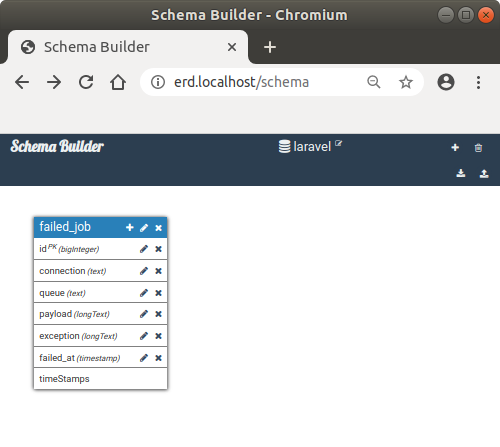 Schema Builder - Chromium
Schema Builder
erd.localhost/schema
Schema Builder
laravel
failed_job
id PK (bigInteger)
connection (text)
queue (text)
payload (longText)
exception (longText)
failed_at (timestamp)
timeStamps